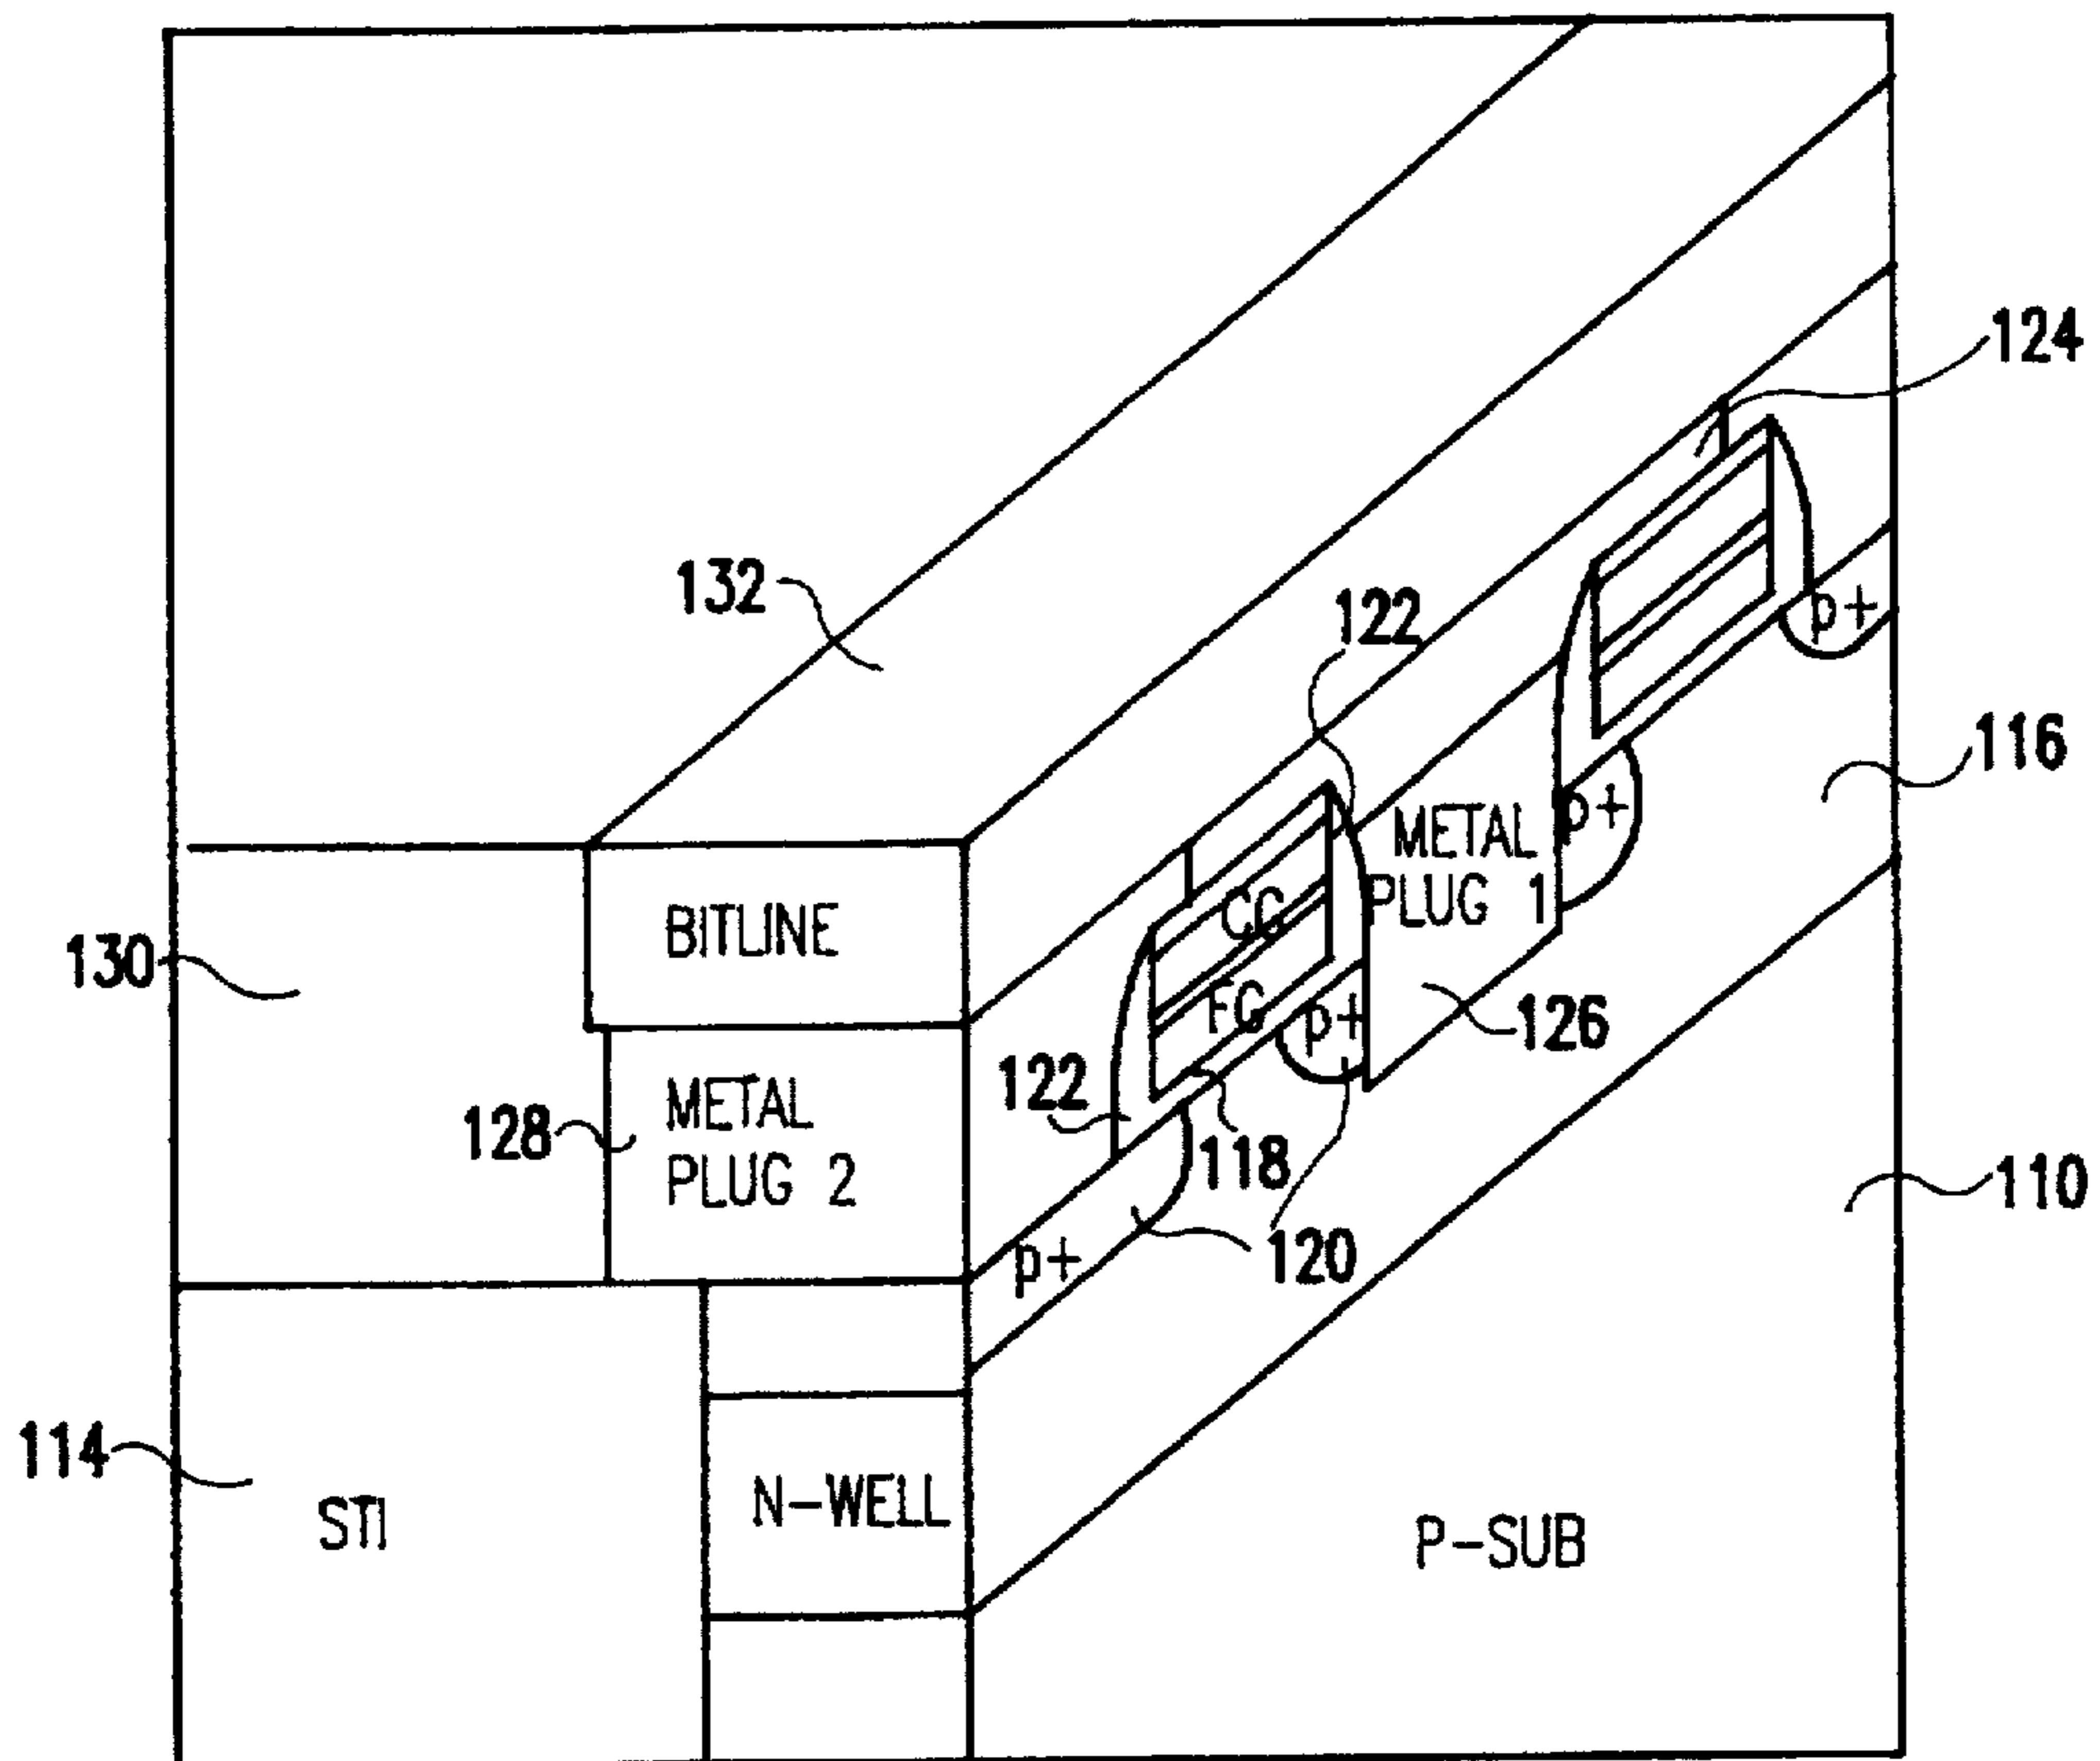 124
132
122
p+
116
p+
METAL
PLUG 1
CG
BITLINE
130
FG
p+
126
122
METAL
PLUG 2
128
118
110
120
p+
114
N-WELL
STI
P-SUB